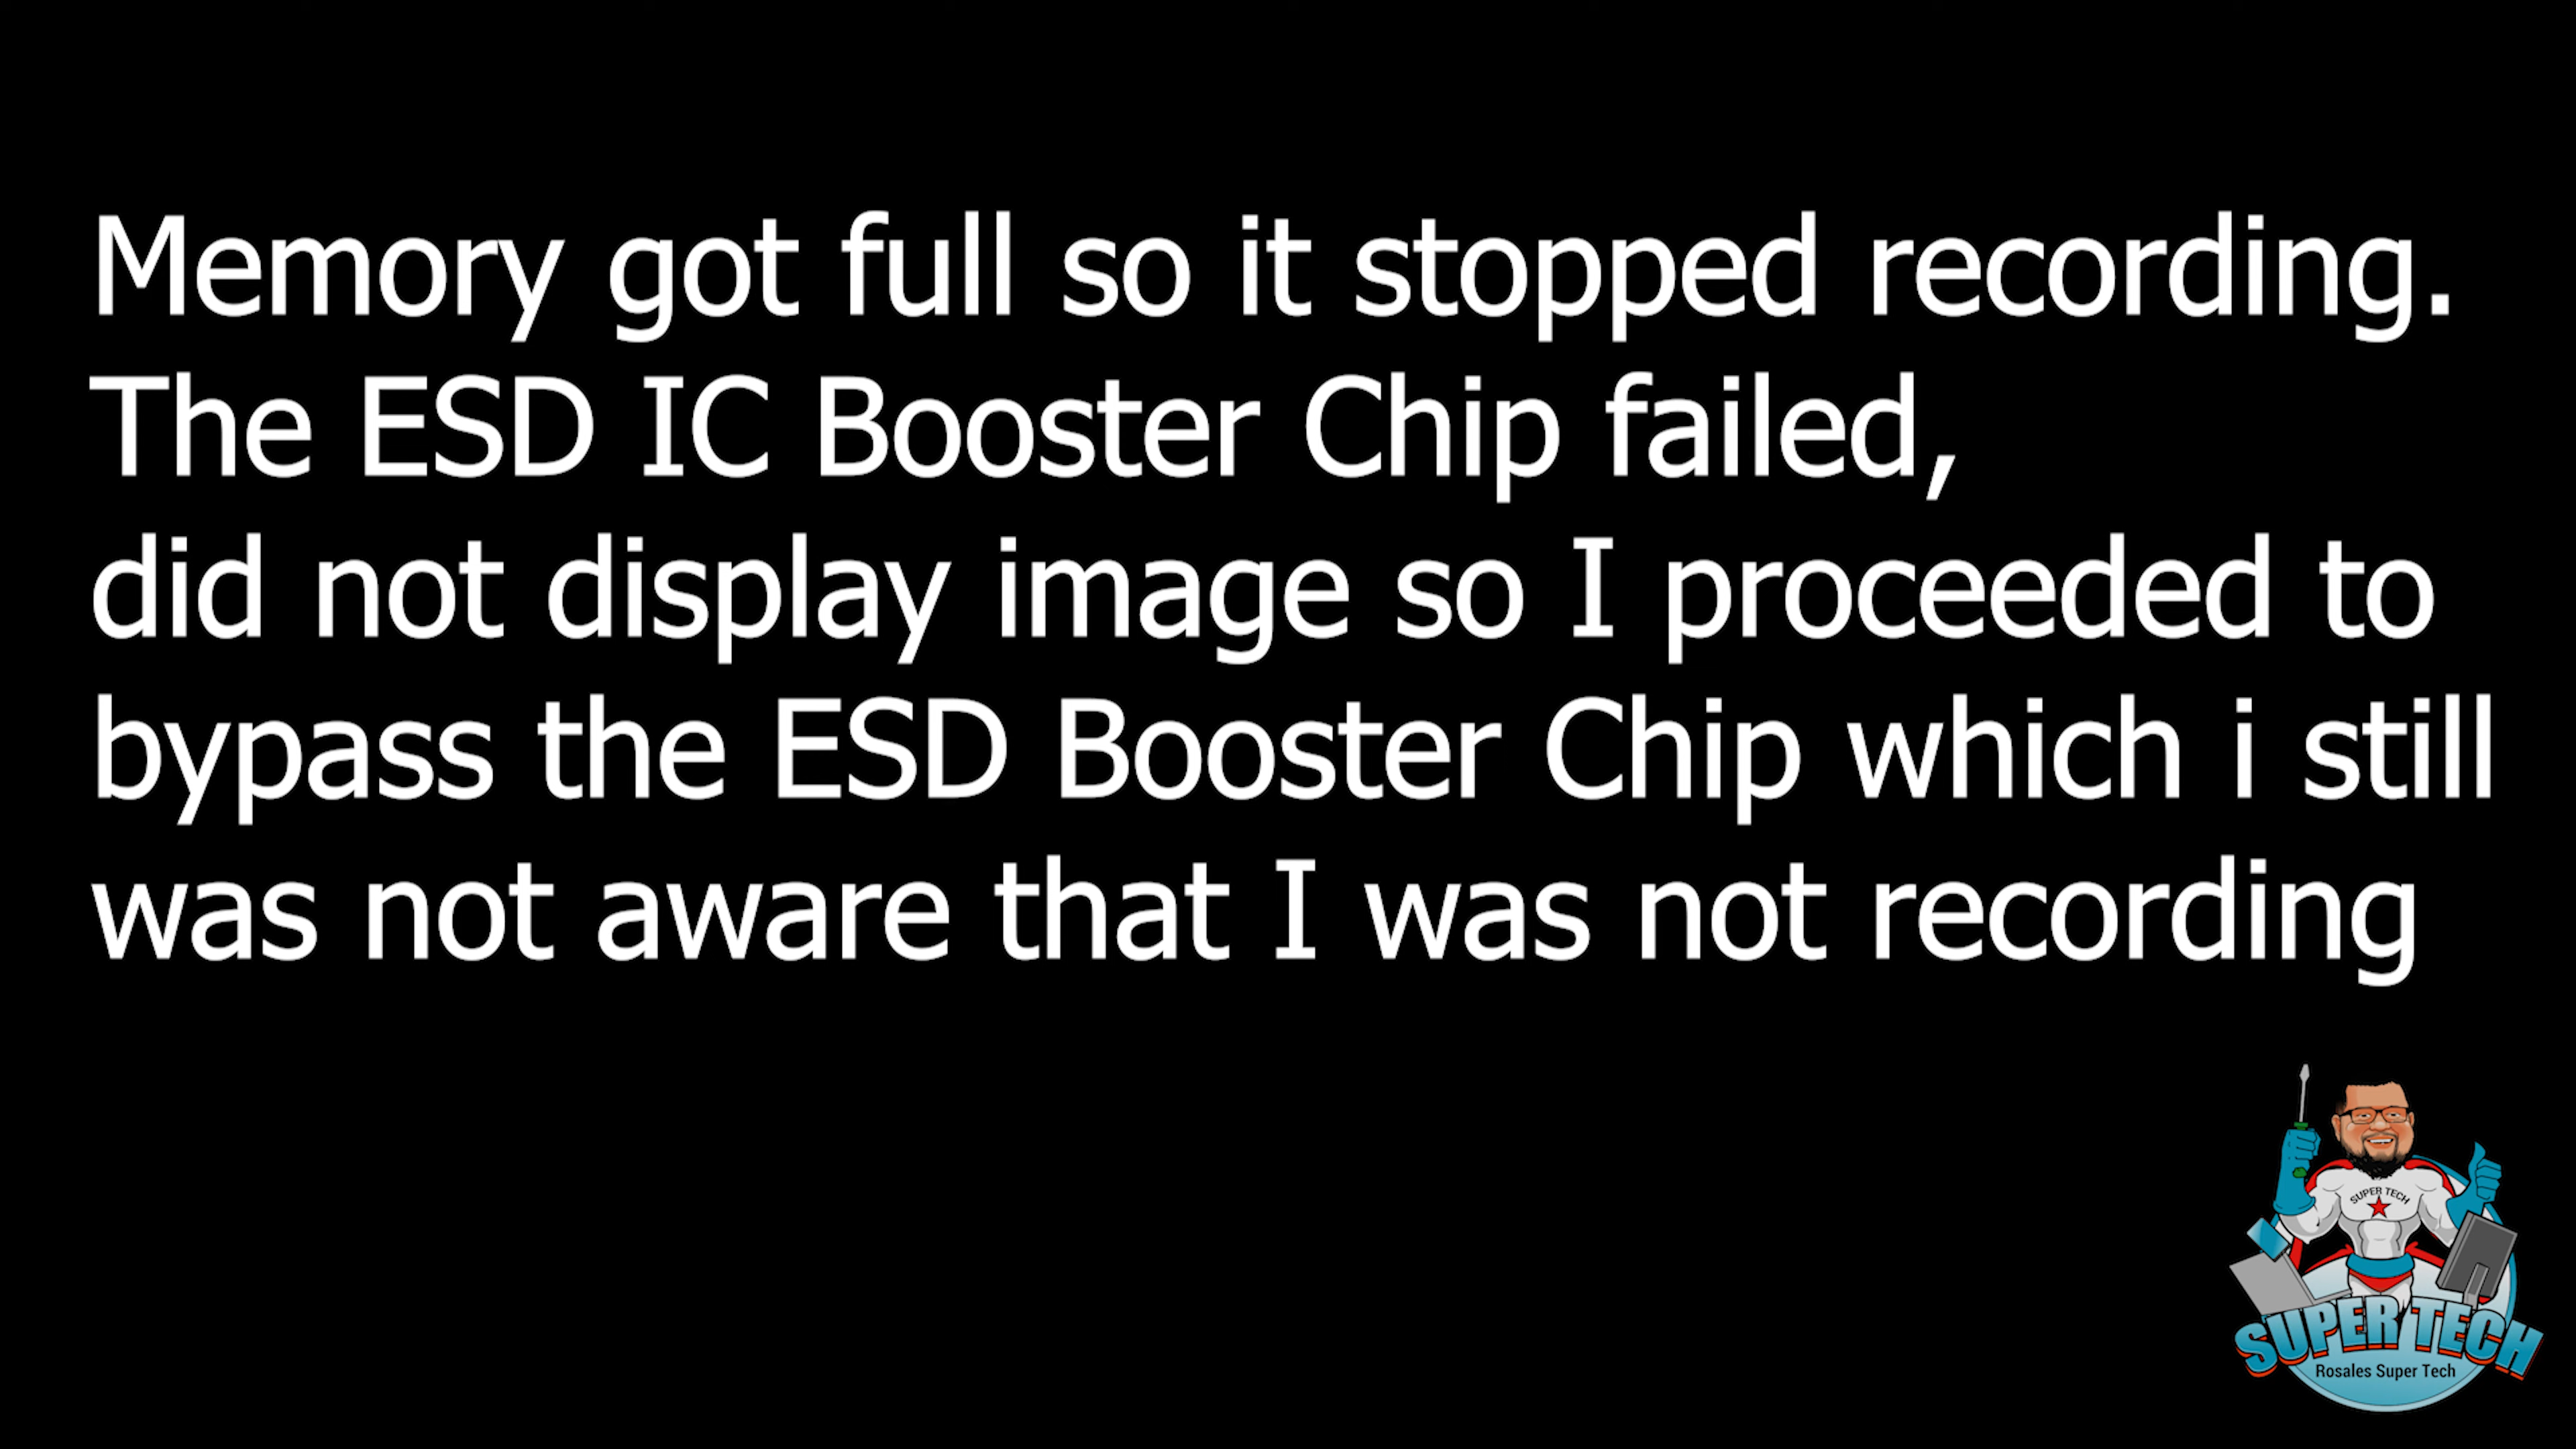 Memory got full so it stopped recording.
The ESD IC Booster Chip failed,
did not display image so I proceeded to
bypass the ESD Booster Chip which i still
was not aware that I was not recording
SUPER TECH
SUPER TECH
Rosales Super Tech